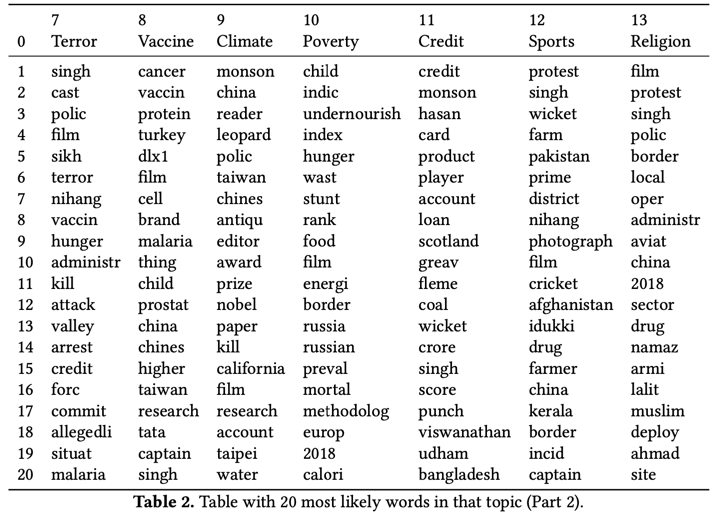 7 8 9 10 11 12 13
0 Terror Vaccine Climate Poverty Credit Sports Religion
1 singh cancer monson child credit protest film
2 cast vaccin china indic monson singh protest
3 polic protein reader undernourish hasan wicket singh
4 film turkey leopard index card farm polic
5 sikh dlx1 polic hunger product pakistan border
6 terror film taiwan wast player prime local
7 nihang cell chines stunt account district oper
8 vaccin brand antiqu rank loan nihang administr
9 hunger malaria editor food scotland photograph aviat
10 administr thing award film greav film china
11 kill child prize energi fleme cricket 2018
12 attack prostat nobel border coal afghanistan sector
13 valley china paper russia wicket idukki drug
14 arrest chines kill russian crore drug namaz
15 credit higher california preval singh farmer armi
16 forc taiwan film mortal score china lalit
17 commit research research methodolog punch kerala muslim
18 allegedli tata account europ viswanathan border deploy
19 situat captain taipei 2018 udham incid ahmad
20 malaria singh water calori bangladesh captain site
Table 2. Table with 20 most likely words in that topic (Part 2).